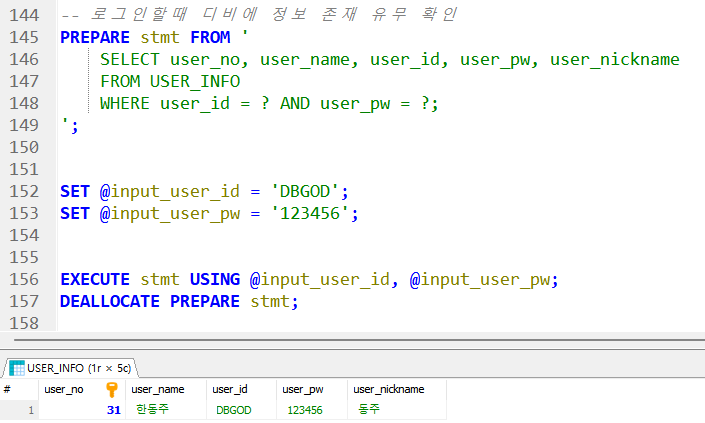 144 -- 로그인할때 디비에 정보 존재 유무 확인
145 PREPARE stmt FROM '
146 SELECT user_no, user_name, user_id, user_pw, user_nickname
147 FROM USER_INFO
148 WHERE user_id = ? AND user_pw = ?;
149 ';
150
151
152 SET @input_user_id = 'DBGOD';
153 SET @input_user_pw = '123456';
154
155
156 EXECUTE stmt USING @input_user_id, @input_user_pw;
157 DEALLOCATE PREPARE stmt;
158
USER_INFO (1r × 5c)
# user_no user_name user_id user_pw user_nickname
1 31 한동주 DBGOD 123456 동주